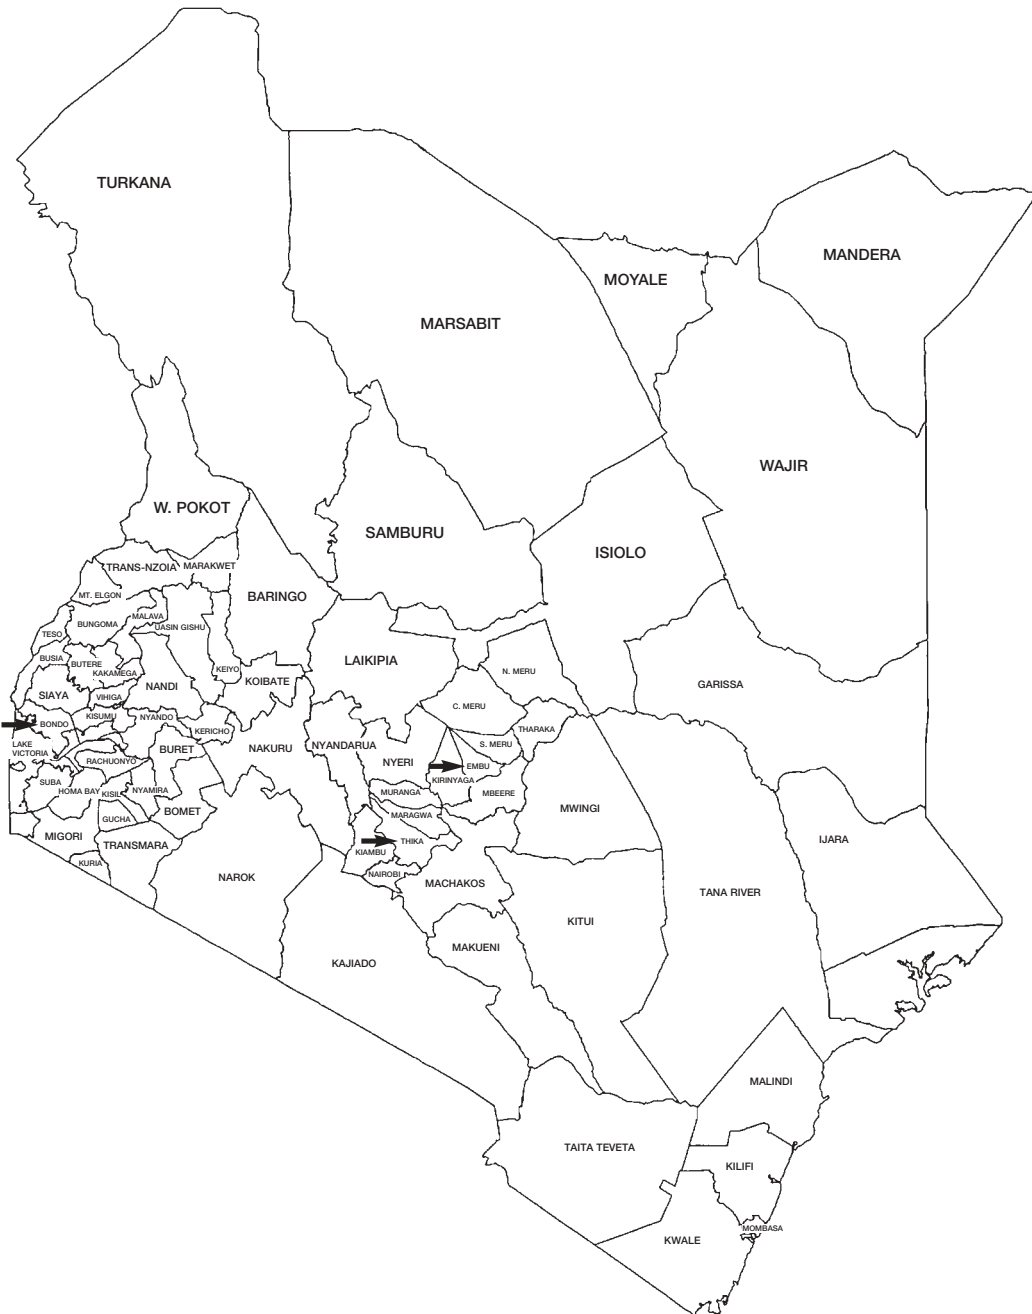 TURKANA
MANDERA
MOYALE
MARSABIT
WAJIR
W. POKOT
SAMBURU
ISIOLO
TRANS-NZOIA
MARAKWET
MT. ELGON
BARINGO
MALAVA
BUNGOMA
UASIN GISHU
TESO
BUSIA
BUTERE
LAIKIPIA
KAKAMEGA
KEIYO
N. MERU
KOIBATE
NANDI
GARISSA
SIAYA
VIHIGA
C. MERU
KISUMU
NYANDO
BONDO
KERICHO
THARAKA
LAKE
VICTORIA
BURET
NAKURU
NYANDARUA
S. MERU
RACHUONYO
NYERI
EMBU
SUBA
KIRINYAGA
HOMA BAY
KISII
NYAMIRA
MURANGA
MBEERE
MWINGI
BOMET
MARAGWA
GUCHA
MIGORI
TRANSMARA
THIKA
IJARA
KIAMBU
KURIA
NAIROBI
NAROK
MACHAKOS
TANA RIVER
KITUI
MAKUENI
KAJIADO
MALINDI
TAITA TEVETA
KILIFI
MOMBASA
KWALE